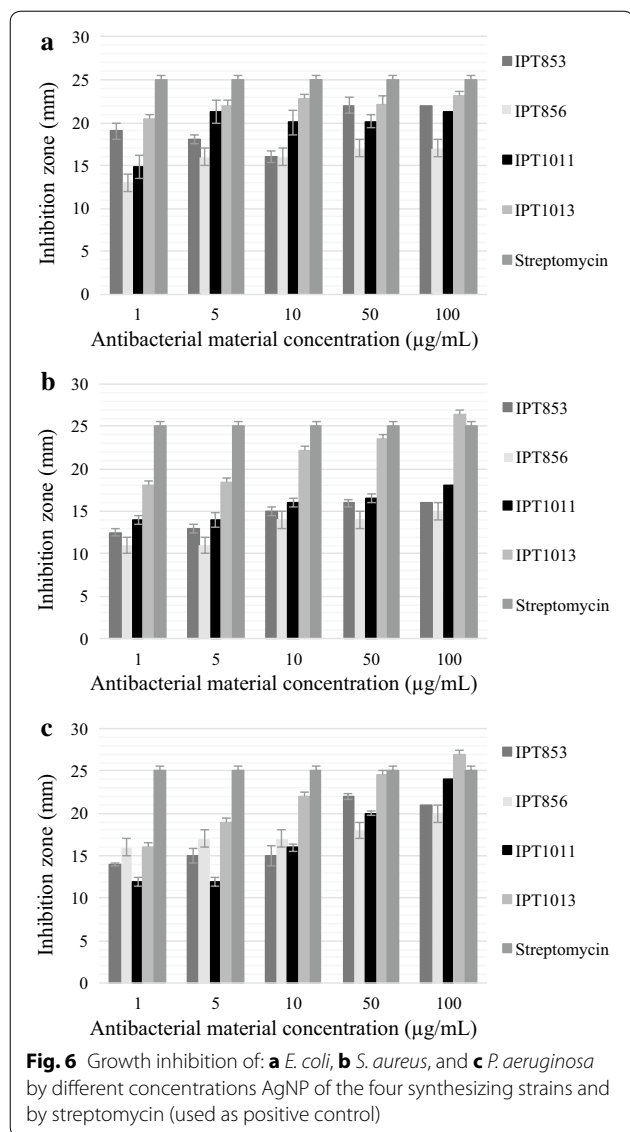 a
Inhibition zone (mm)
30
25
20
15
10
5
0
1 5 10 50 100
Antibacterial material concentration (µg/mL)
IPT853
IPT856
IPT1011
IPT1013
Streptomycin
b
Inhibition zone (mm)
30
25
20
15
10
5
0
1 5 10 50 100
Antibacterial material concentration (µg/mL)
IPT853
IPT856
IPT1011
IPT1013
Streptomycin
c
Inhibition zone (mm)
30
25
20
15
10
5
0
1 5 10 50 100
Antibacterial material concentration (µg/mL)
IPT853
IPT856
IPT1011
IPT1013
Streptomycin
Fig. 6 Growth inhibition of: a E. coli, b S. aureus, and c P. aeruginosa
by different concentrations AgNP of the four synthesizing strains and
by streptomycin (used as positive control)